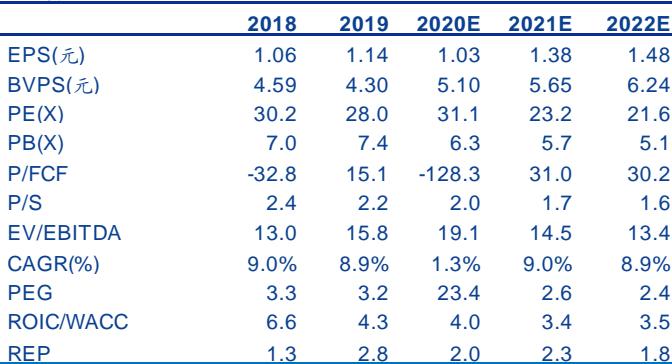 2018 2019 2020E 2021E 2022E
EPS(元) 1.06 1.14 1.03 1.38 1.48
BVPS(元) 4.59 4.30 5.10 5.65 6.24
PE(X) 30.2 28.0 31.1 23.2 21.6
PB(X) 7.0 7.4 6.3 5.7 5.1
P/FCF -32.8 15.1 -128.3 31.0 30.2
P/S 2.4 2.2 2.0 1.7 1.6
EV/EBITDA 13.0 15.8 19.1 14.5 13.4
CAGR(%) 9.0% 8.9% 1.3% 9.0% 8.9%
PEG 3.3 3.2 23.4 2.6 2.4
ROIC/WACC 6.6 4.3 4.0 3.4 3.5
REP 1.3 2.8 2.0 2.3 1.8